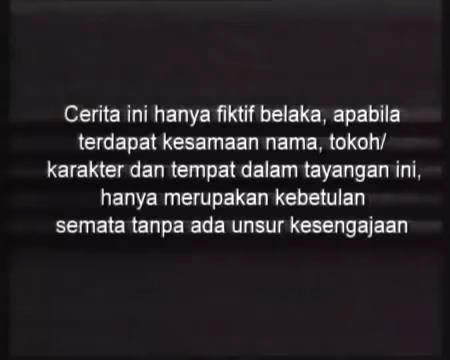 Cerita ini hanya fiktif belaka, apabila
terdapat kesamaan nama, tokoh/
karakter dan tempat dalam tayangan ini,
hanya merupakan kebetulan
semata tanpa ada unsur kesengajaan